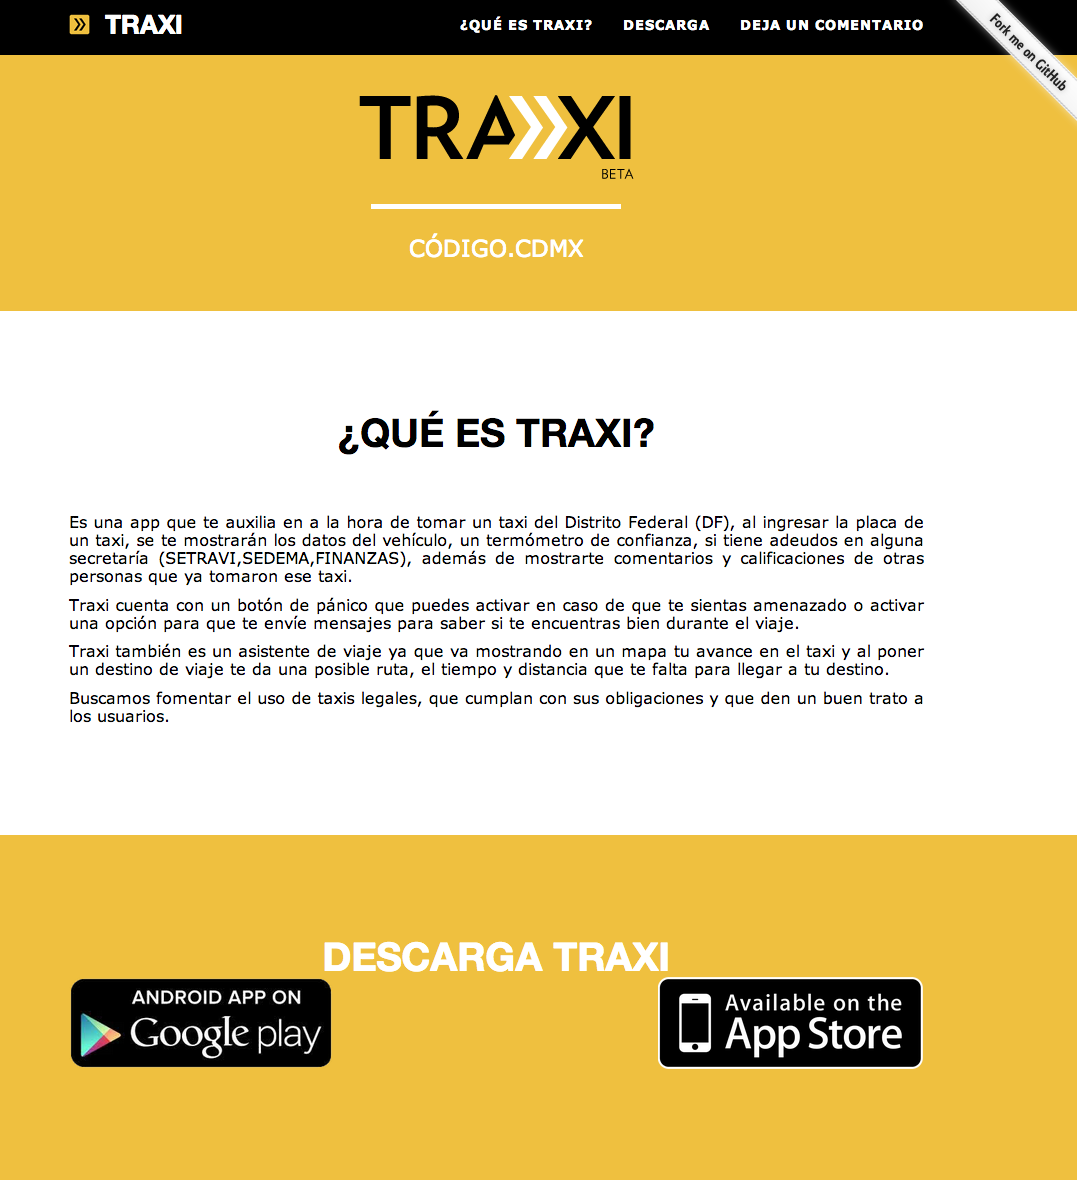 TRAXI
¿QUÉ ES TRAXI?
DESCARGA
DEJA UN COMENTARIO
Fork me on GitHub
TRAXI
BETA
CÓDIGO.CDMX
¿QUÉ ES TRAXI?
Es una app que te auxilia en a la hora de tomar un taxi del Distrito Federal (DF), al ingresar la placa de
un taxi, se te mostrarán los datos del vehículo, un termómetro de confianza, si tiene adeudos en alguna
secretaría (SETRAVI,SEDEMA,FINANZAS), además de mostrarte comentarios y calificaciones de otras
personas que ya tomaron ese taxi.
Traxi cuenta con un botón de pánico que puedes activar en caso de que te sientas amenazado o activar
una opción para que te envíe mensajes para saber si te encuentras bien durante el viaje.
Traxi también es un asistente de viaje ya que va mostrando en un mapa tu avance en el taxi y al poner
un destino de viaje te da una posible ruta, el tiempo y distancia que te falta para llegar a tu destino.
Buscamos fomentar el uso de taxis legales, que cumplan con sus obligaciones y que den un buen trato a
los usuarios.
DESCARGA TRAXI
ANDROID APP ON
Google play
Available on the
App Store